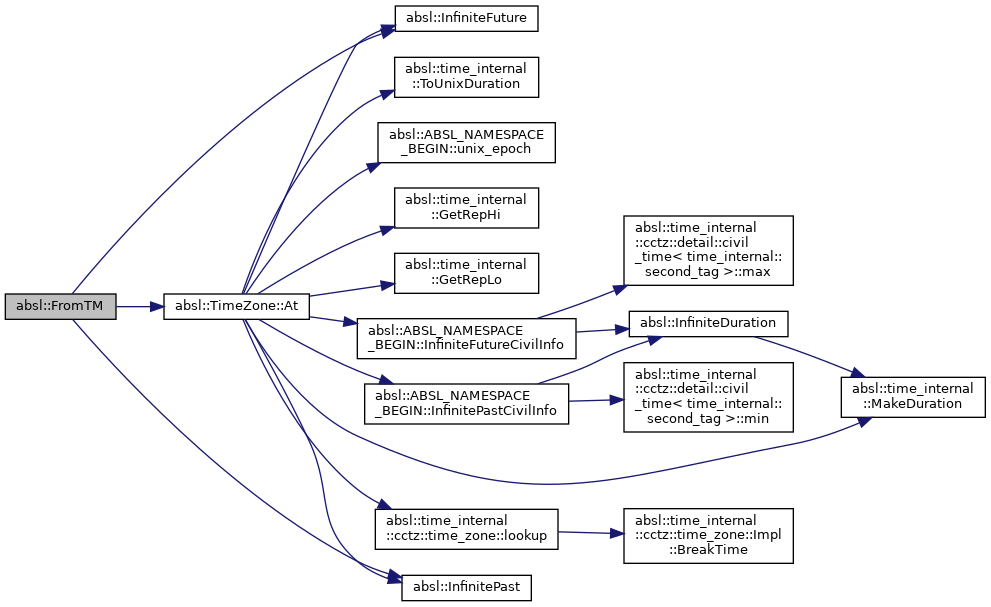 absl::FromTM
absl::TimeZone::At
absl::InfiniteFuture
absl::time_internal
::ToUnixDuration
absl::ABSL_NAMESPACE
_BEGIN::unix_epoch
absl::time_internal
::GetRepHi
absl::time_internal
::GetRepLo
absl::ABSL_NAMESPACE
_BEGIN::InfiniteFutureCivilInfo
absl::ABSL_NAMESPACE
_BEGIN::InfinitePastCivilInfo
absl::time_internal
::cctz::time_zone::lookup
absl::InfinitePast
absl::time_internal
::cctz::detail::civil
_time< time_internal::
second_tag >::max
absl::InfiniteDuration
absl::time_internal
::cctz::detail::civil
_time< time_internal::
second_tag >::min
absl::time_internal
::cctz::time_zone::Impl
::BreakTime
absl::time_internal
::MakeDuration